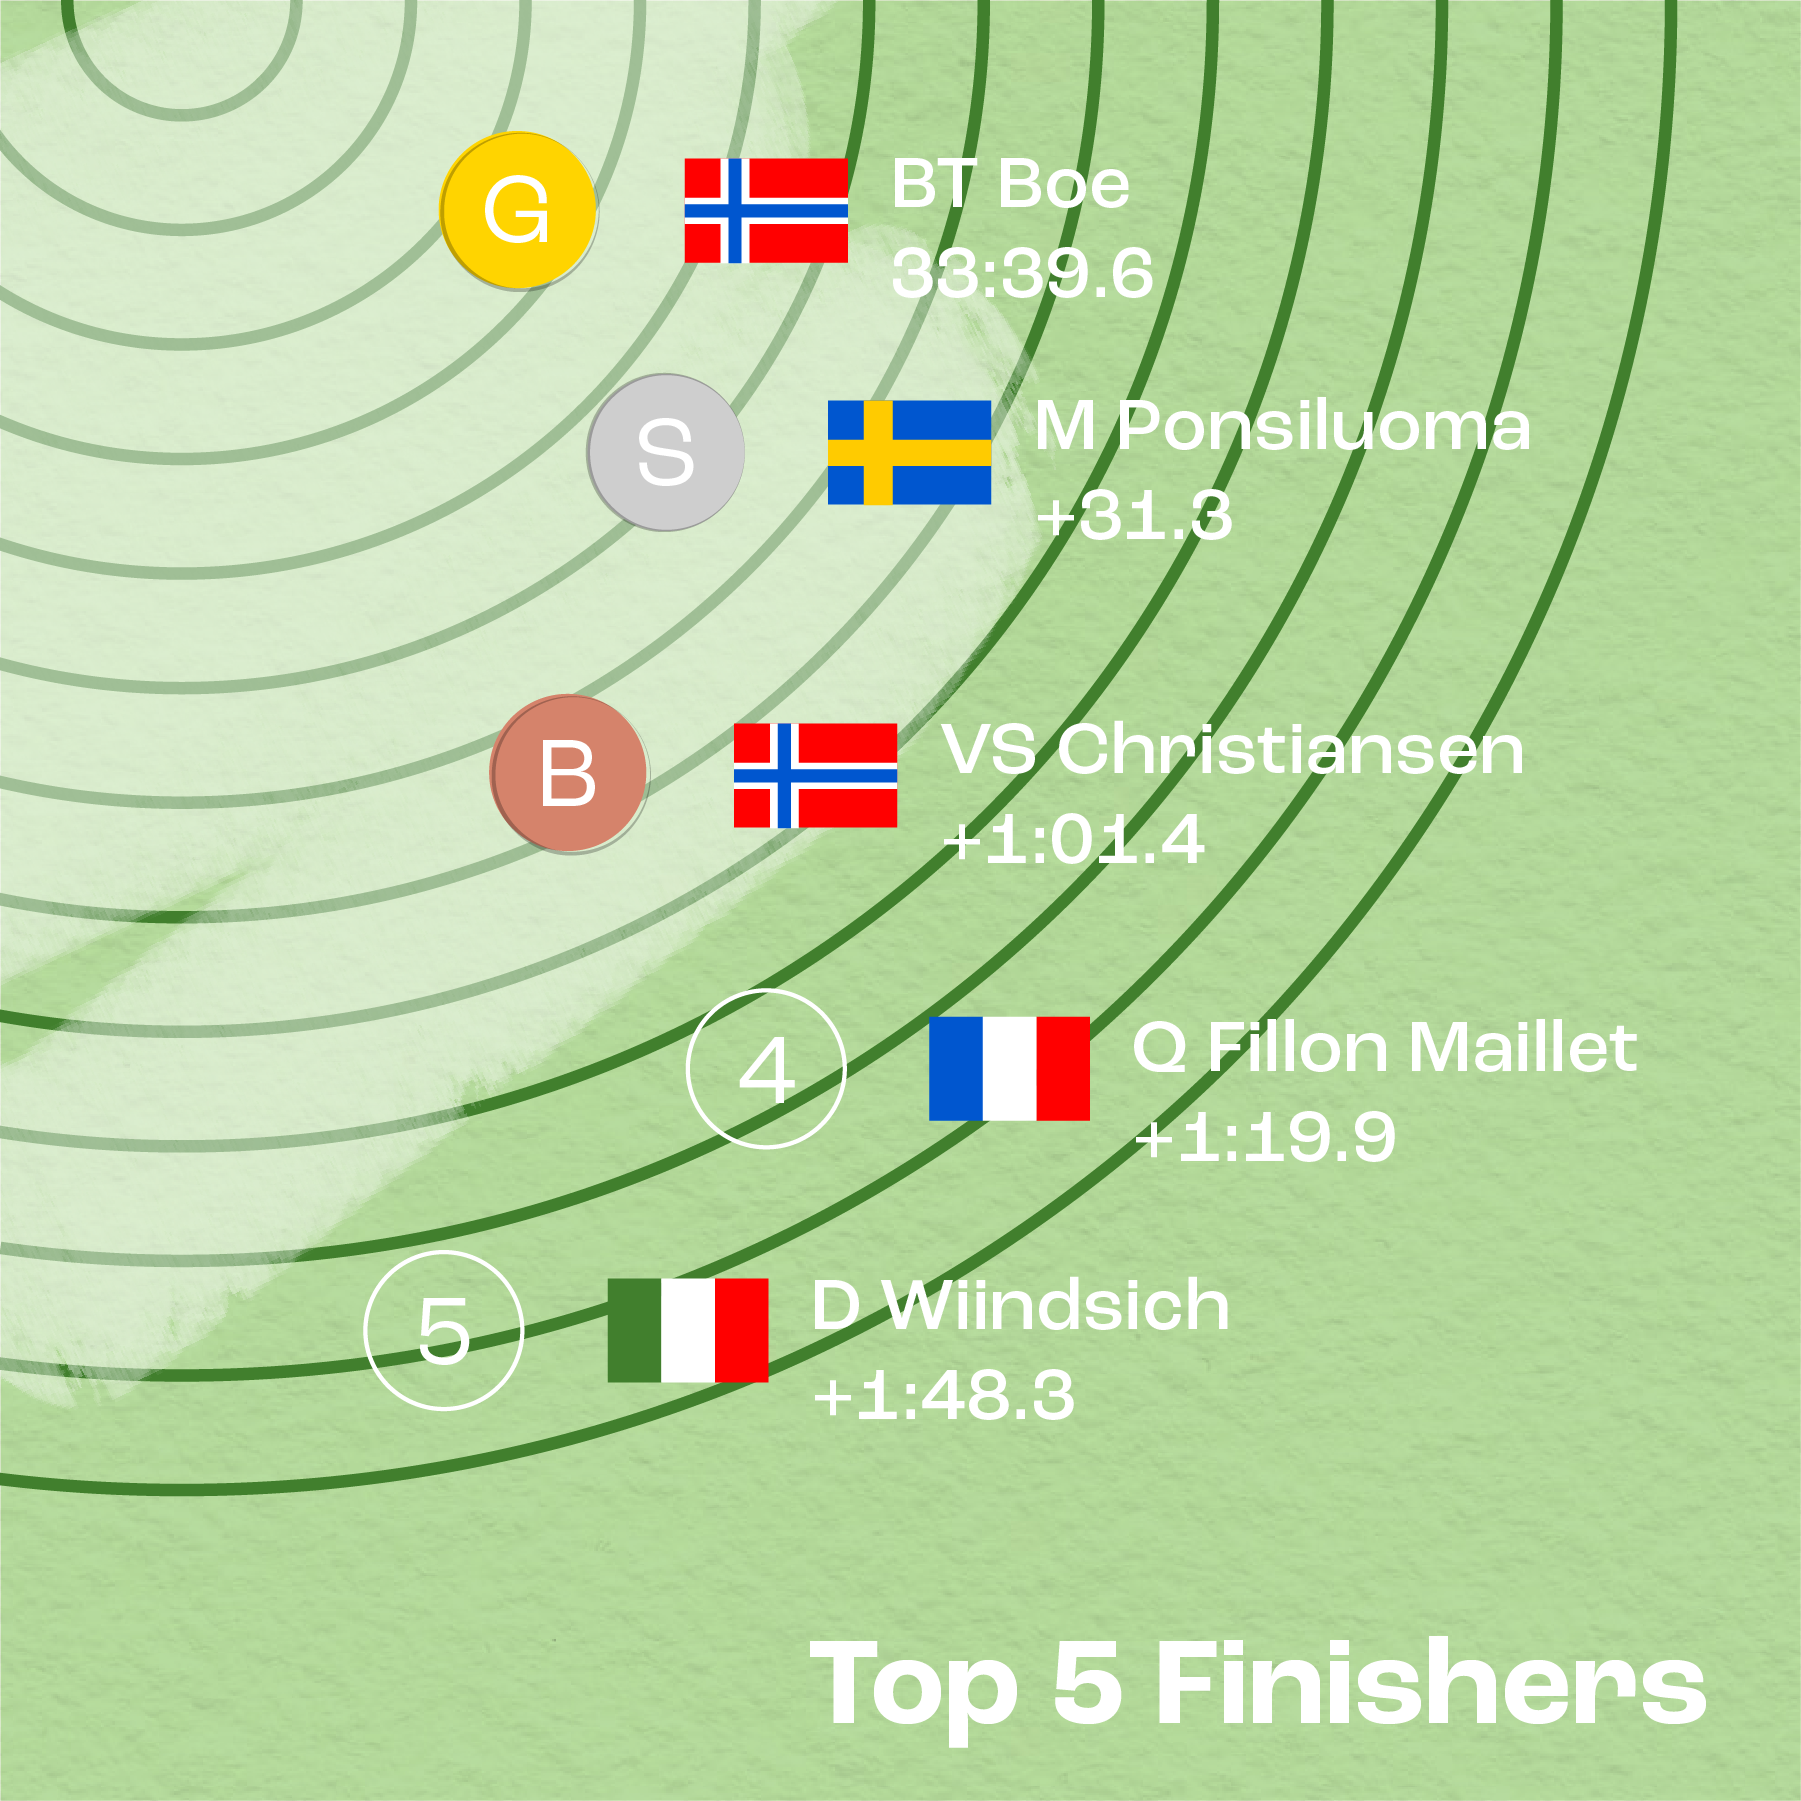 G
BT Boe
33:39.6
S
M Ponsiluoma
+31.3
B
VS Christiansen
+1:01.4
4
Q Fillon Maillet
+1:19.9
5
D Wiindsich
+1:48.3
Top 5 Finishers